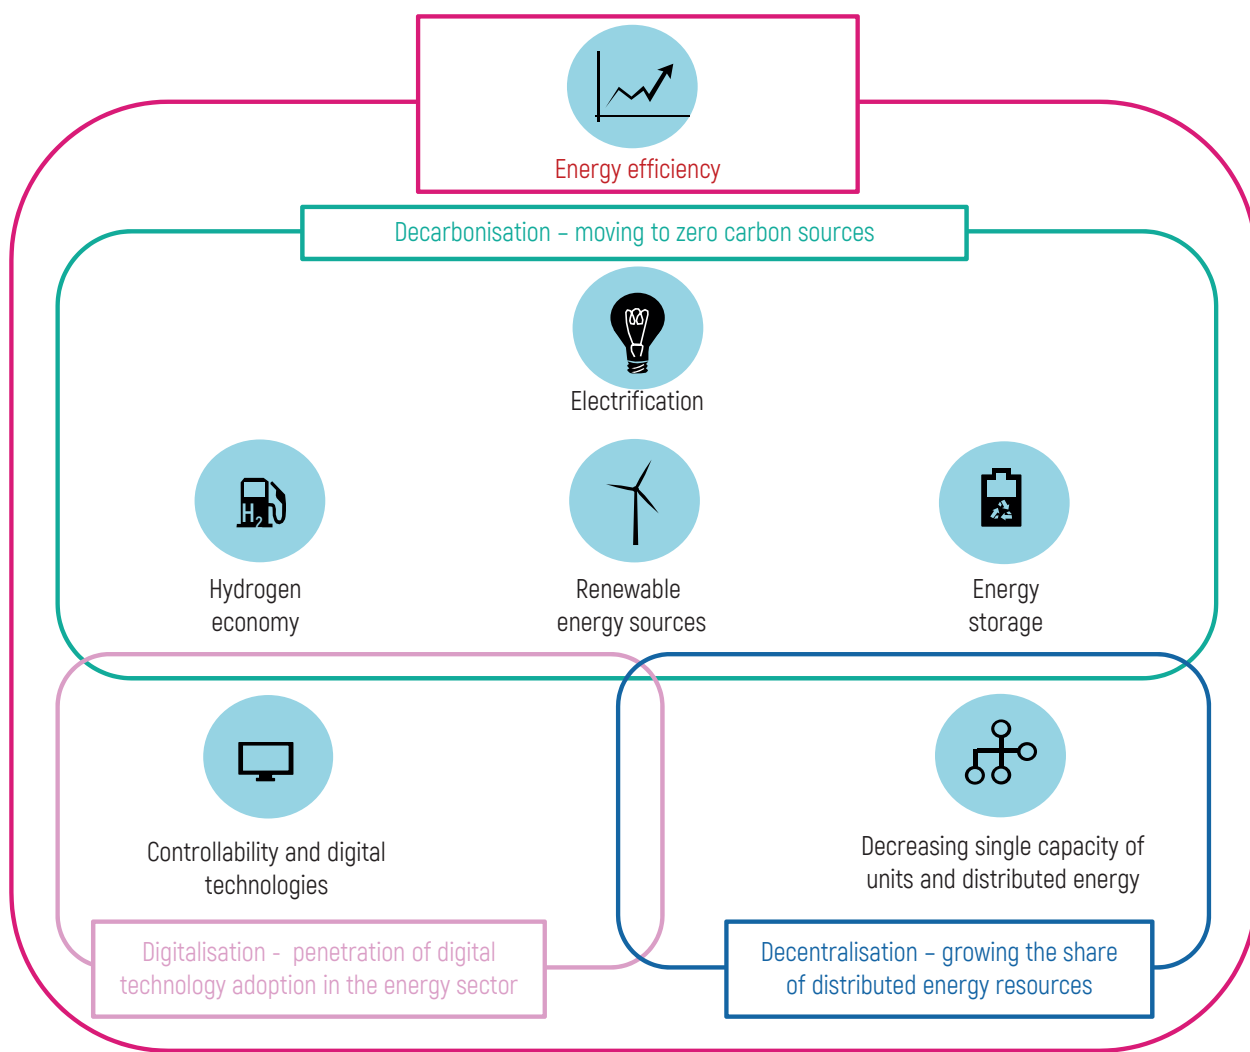 Energy efficiency
Decarbonisation – moving to zero carbon sources
Electrification
H2
Hydrogen
economy
Renewable
energy sources
Energy
storage
Controllability and digital
technologies
Decreasing single capacity of
units and distributed energy
Digitalisation - penetration of digital
technology adoption in the energy sector
Decentralisation – growing the share
of distributed energy resources